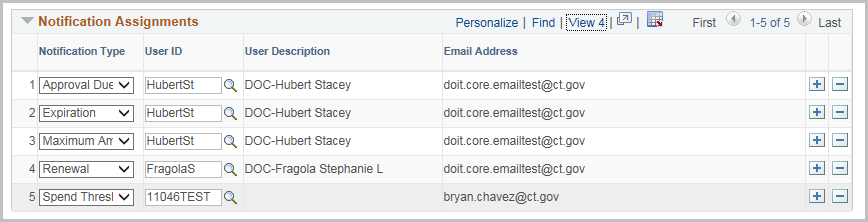 Notification Assignments Personalize | Find | View 4 | | First 1-5 of 5 Last
Notification Type User ID User Description Email Address
1 Approval Due HubertSt DOC-Hubert Stacey doit.core.emailtest@ct.gov
2 Expiration HubertSt DOC-Hubert Stacey doit.core.emailtest@ct.gov
3 Maximum Am HubertSt DOC-Hubert Stacey doit.core.emailtest@ct.gov
4 Renewal FragolaS DOC-Fragola Stephanie L doit.core.emailtest@ct.gov
5 Spend Thresl 11046TEST bryan.chavez@ct.gov